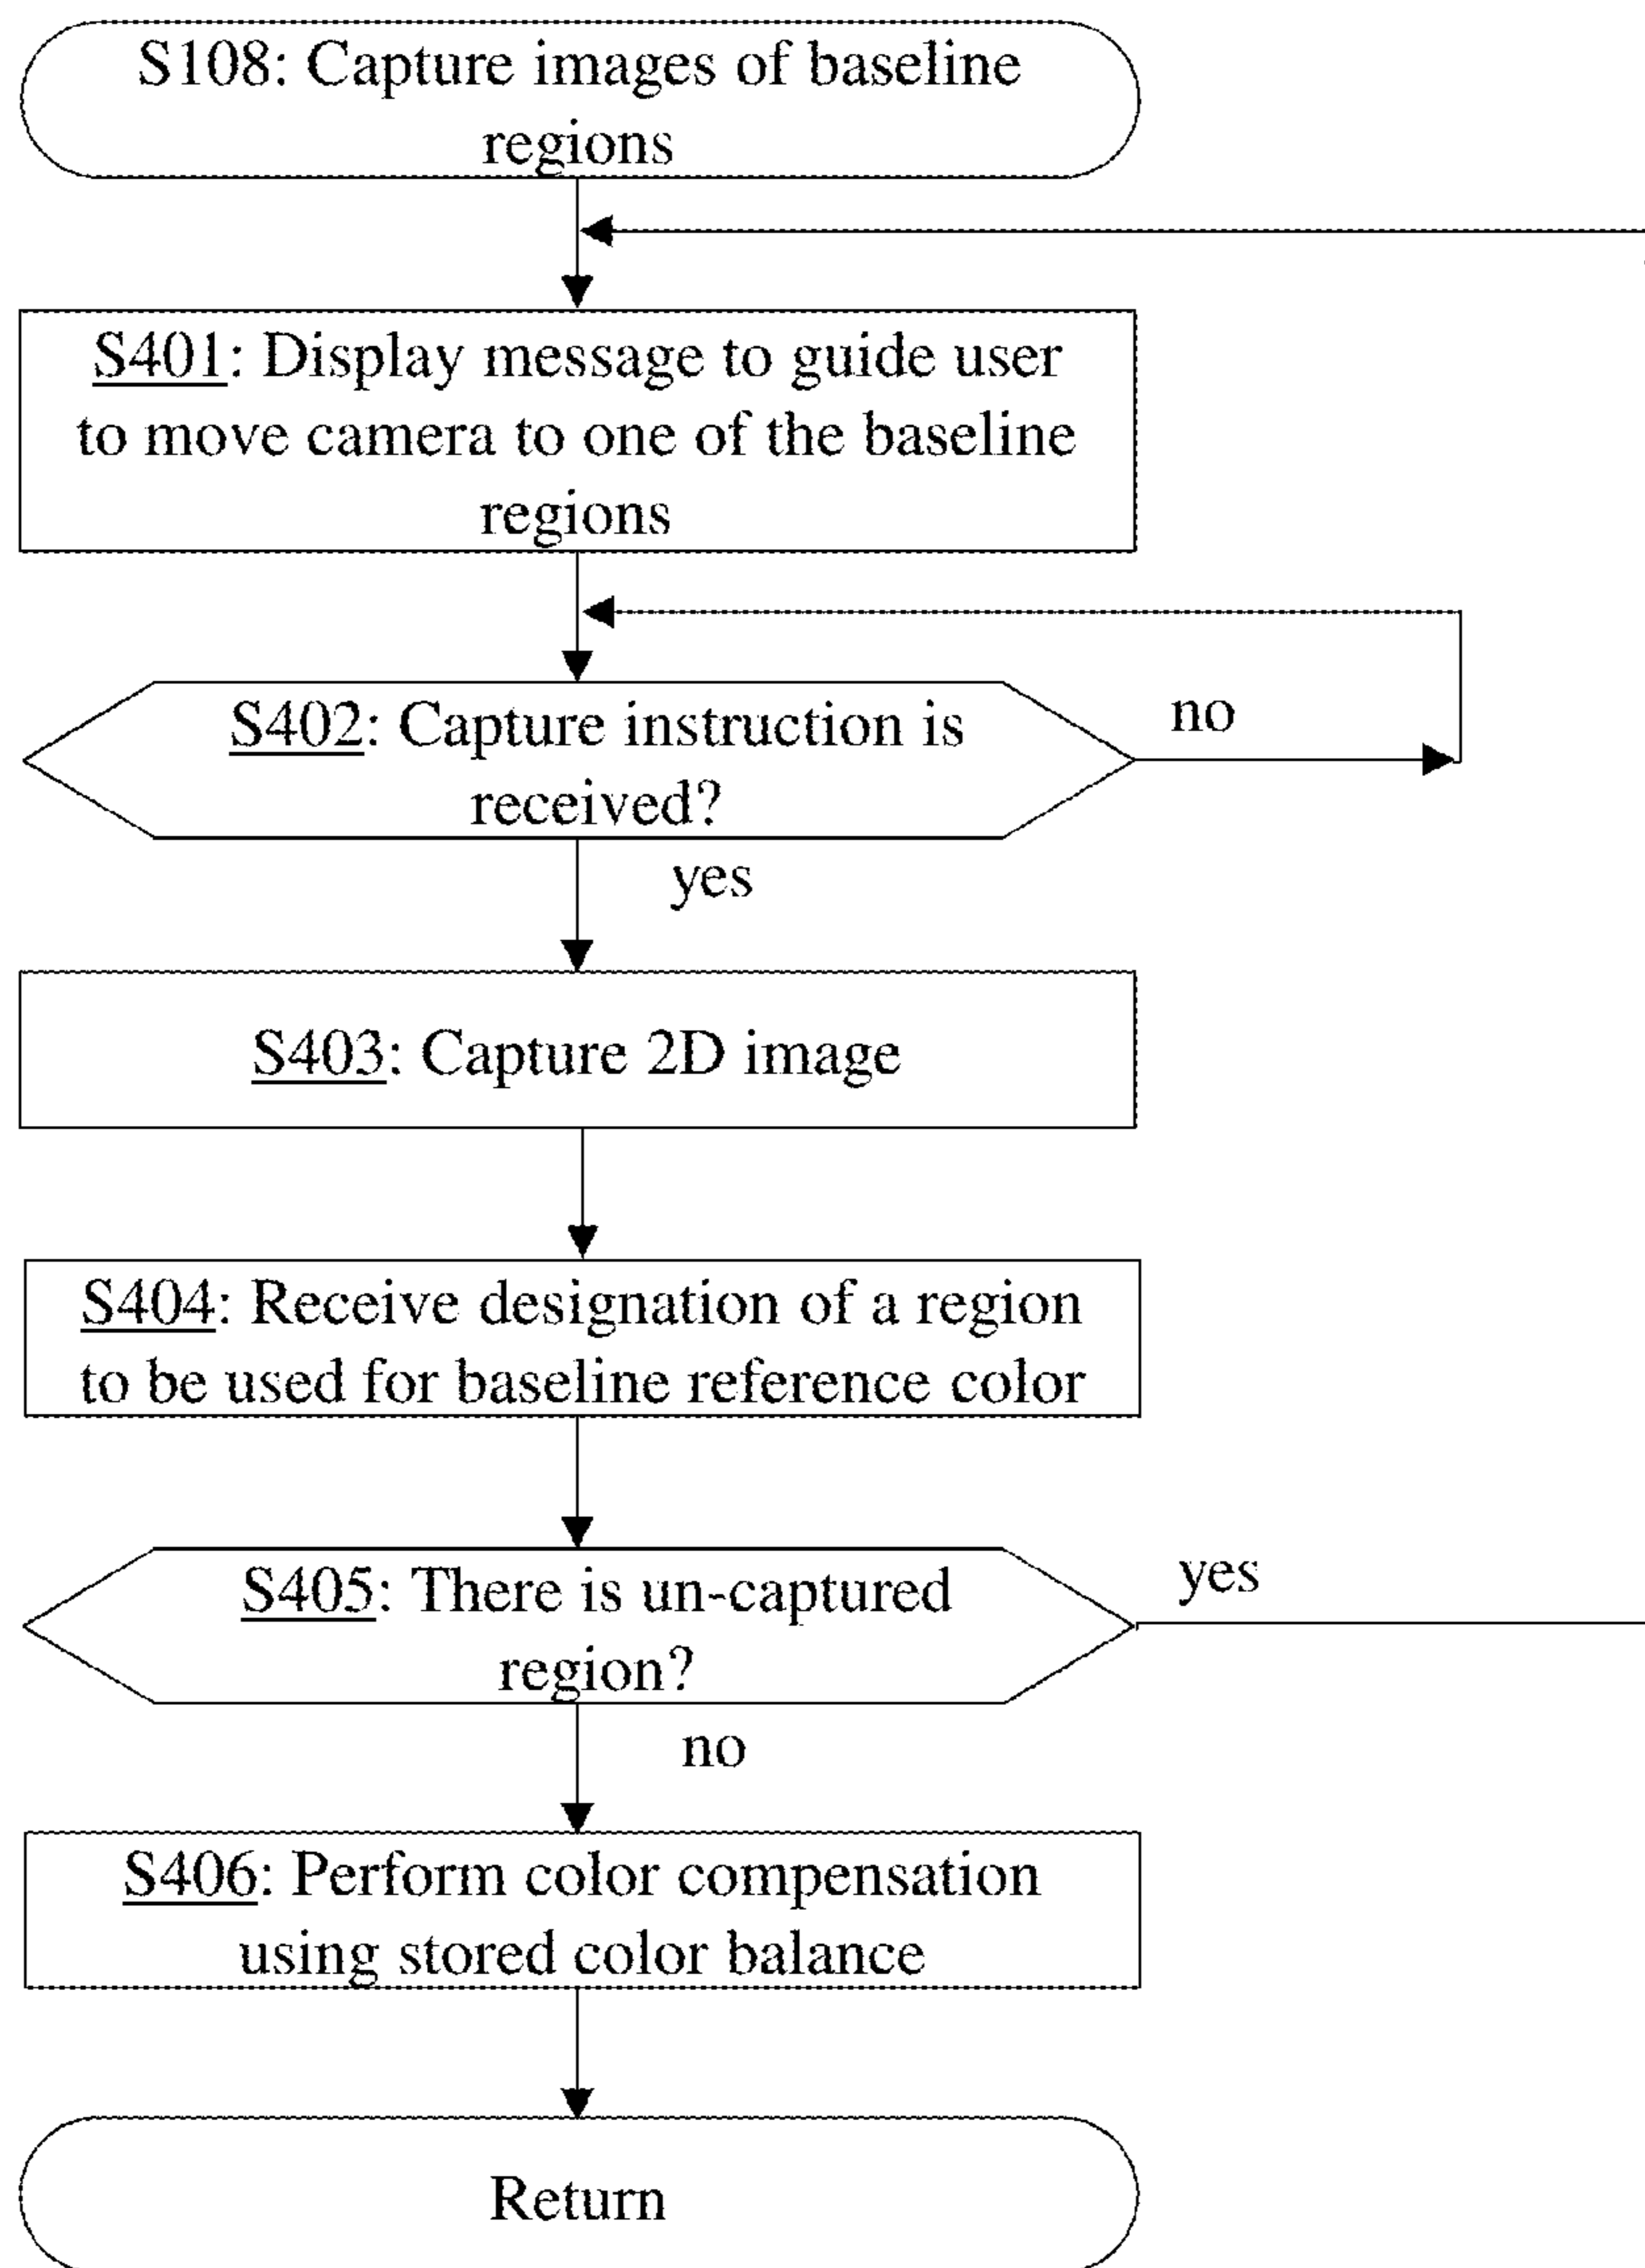 S108: Capture images of baseline
regions
S401: Display message to guide user
to move camera to one of the baseline
regions
S402: Capture instruction is
received?
no
yes
S403: Capture 2D image
S404: Receive designation of a region
to be used for baseline reference color
S405: There is un-captured
region?
yes
no
S406: Perform color compensation
using stored color balance
Return